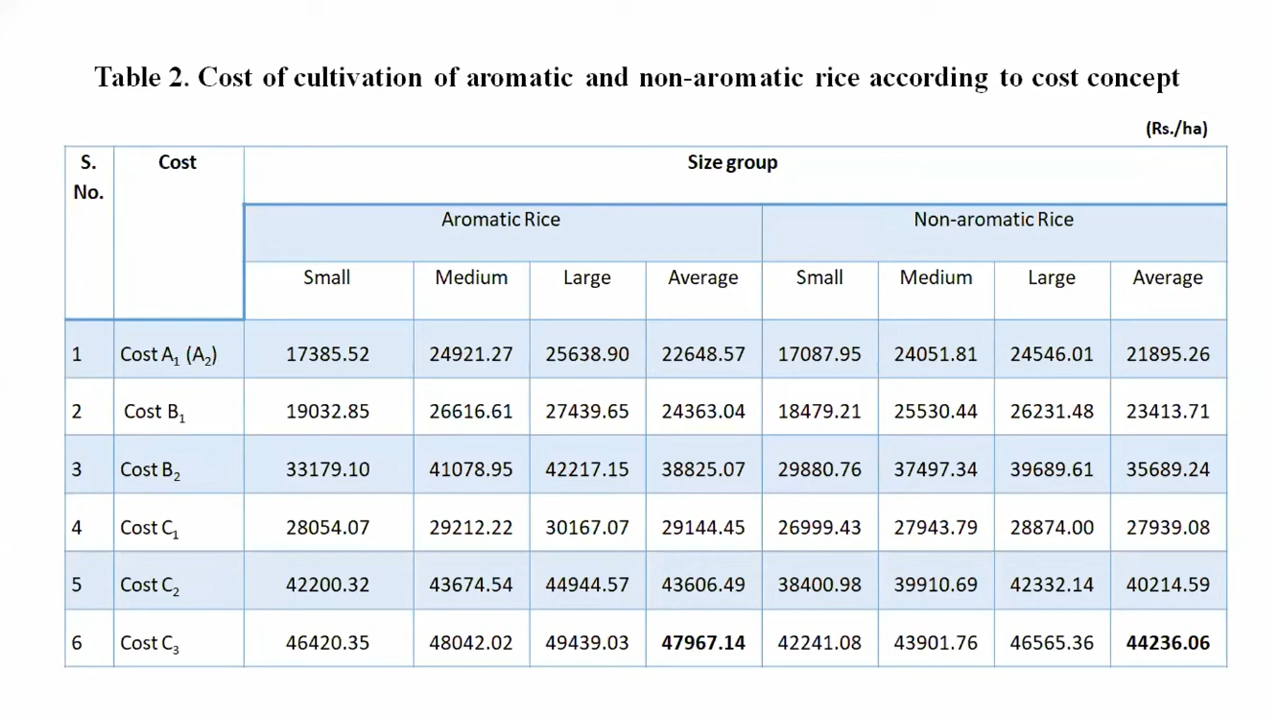 Table 2. Cost of cultivation of aromatic and non-aromatic rice according to cost concept
(Rs./ha)
S. No. Cost Size group
Aromatic Rice Non-aromatic Rice
Small Medium Large Average Small Medium Large Average
1 Cost A₁ (A₂) 17385.52 24921.27 25638.90 22648.57 17087.95 24051.81 24546.01 21895.26
2 Cost B₁ 19032.85 26616.61 27439.65 24363.04 18479.21 25530.44 26231.48 23413.71
3 Cost B₂ 33179.10 41078.95 42217.15 38825.07 29880.76 37497.34 39689.61 35689.24
4 Cost C₁ 28054.07 29212.22 30167.07 29144.45 26999.43 27943.79 28874.00 27939.08
5 Cost C₂ 42200.32 43674.54 44944.57 43606.49 38400.98 39910.69 42332.14 40214.59
6 Cost C₃ 46420.35 48042.02 49439.03 47967.14 42241.08 43901.76 46565.36 44236.06